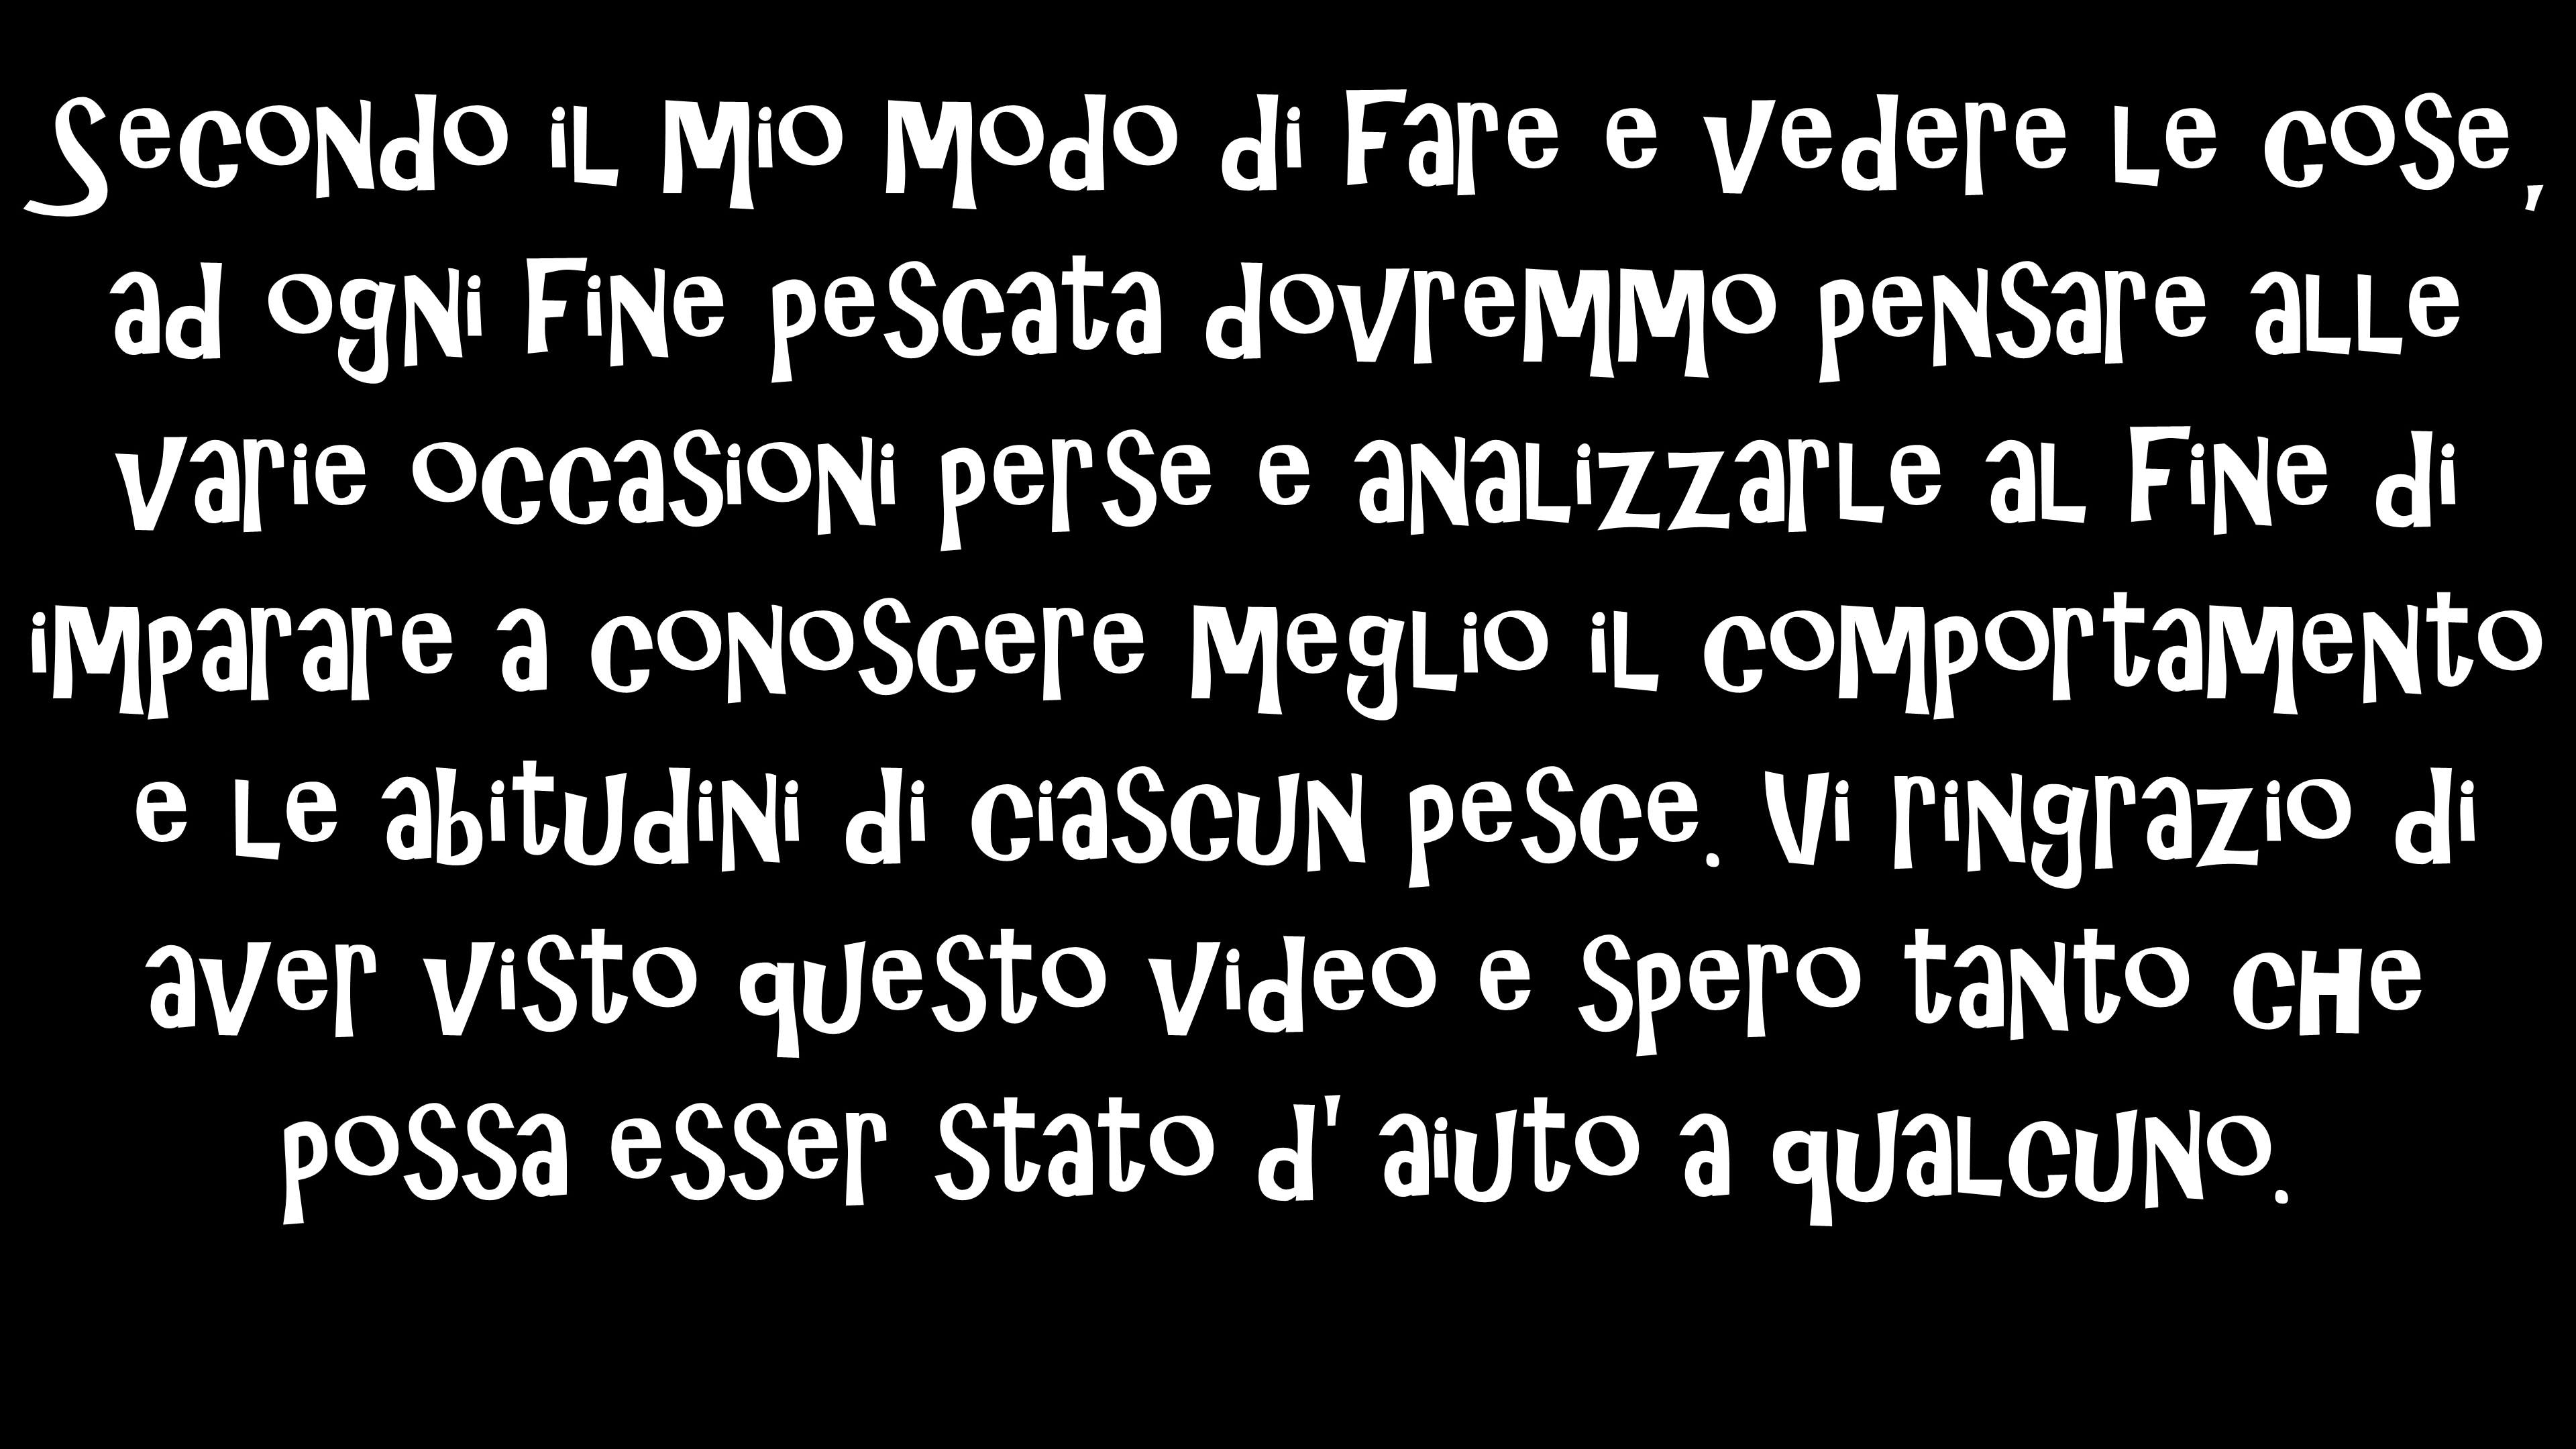 Secondo il mio modo di fare e vedere le cose,
ad ogni fine pescata dovremmo pensare alle
varie occasioni perse e analizzarle al fine di
imparare a conoscere meglio il comportamento
e le abitudini di ciascun pesce. Vi ringrazio di
aver visto questo video e spero tanto che
possa esser stato d' aiuto a qualcuno.